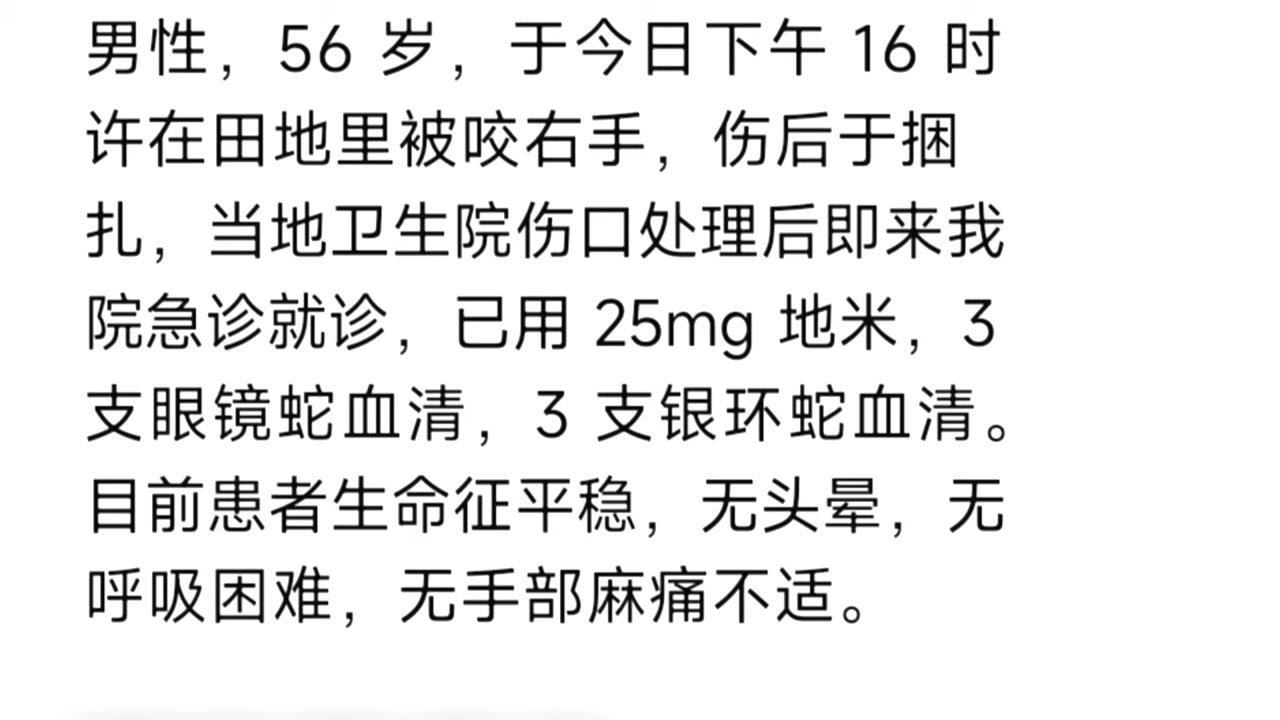 男性，56 岁，于今日下午 16 时
许在田地里被咬右手，伤后于捆
扎，当地卫生院伤口处理后即来我
院急诊就诊，已用 25mg 地米，3
支眼镜蛇血清，3 支银环蛇血清。
目前患者生命征平稳，无头晕，无
呼吸困难，无手部麻痛不适。